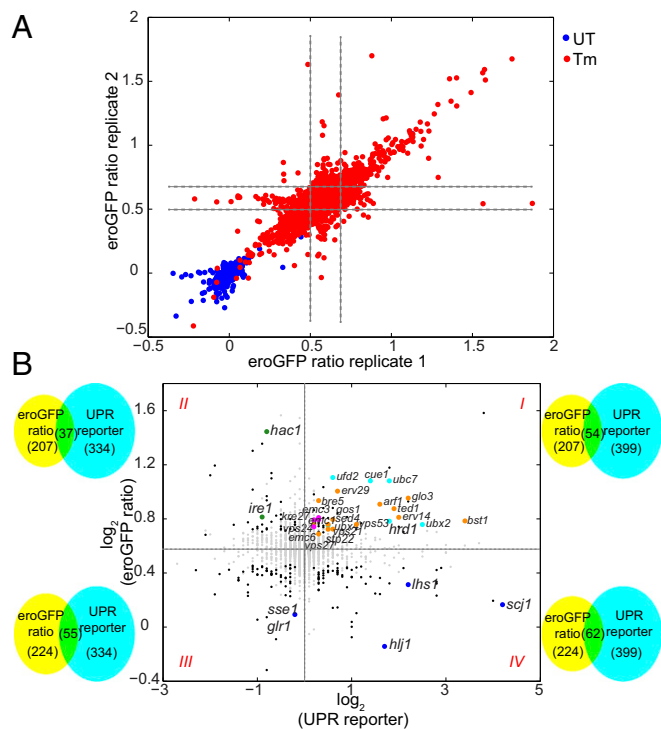 A
UT
Tm
2
1.5
1
0.5
0
−0.5
eroGFP ratio replicate 2
−0.5
0
0.5
1
1.5
2
eroGFP ratio replicate 1
B
II
I
III
IV
eroGFP
ratio
(207)
(37)
UPR
reporter
(334)
eroGFP
ratio
(207)
(54)
UPR
reporter
(399)
eroGFP
ratio
(224)
(55)
UPR
reporter
(334)
eroGFP
ratio
(224)
(62)
UPR
reporter
(399)
1.6
1.2
0.8
0.4
0
−0.4
log2
(eroGFP ratio)
hac1
ufd2
cue1
ubc7
erv29
bre5
glo3
arf1
ire1
emc3
gos1
ted1
kre27
sed4
erv14
bst1
vps24
ubx4
vps53
hrd1
ubx2
emc6
stp22
vps27
lhs1
scj1
sse1
glr1
hlj1
−3
−1
1
3
5
log2
(UPR reporter)